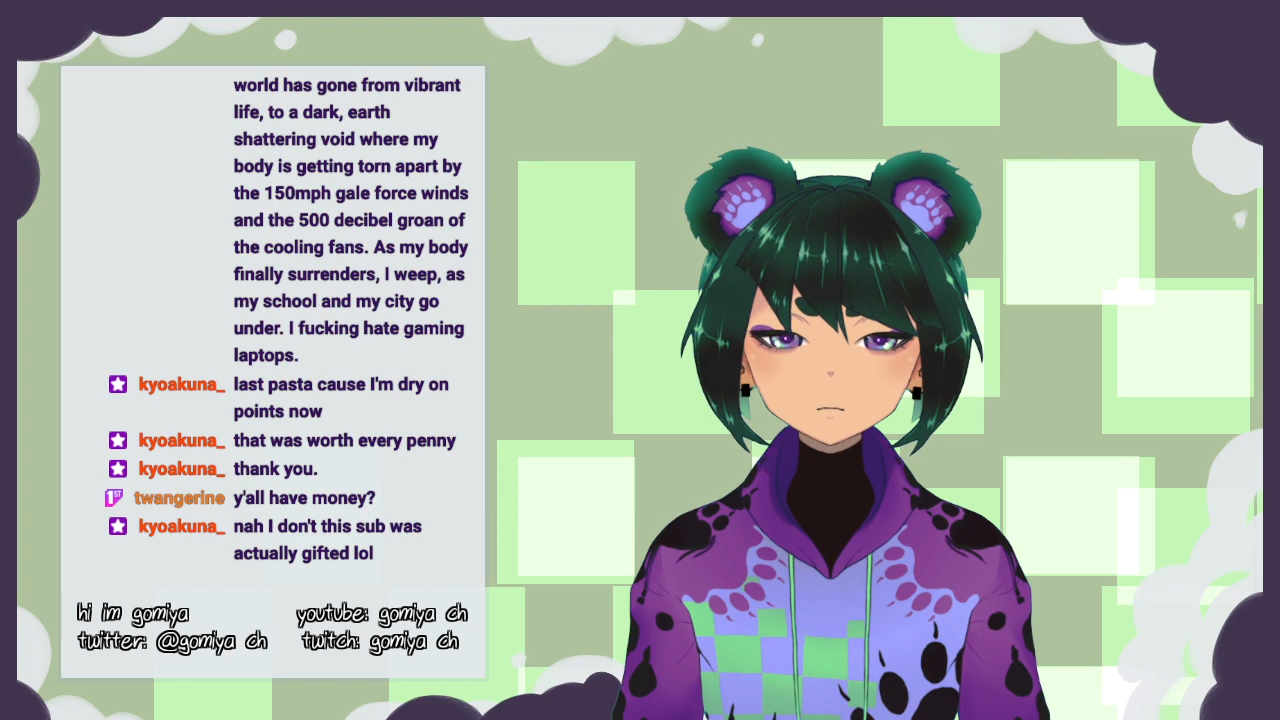 world has gone from vibrant
life, to a dark, earth
shattering void where my
body is getting torn apart by
the 150mph gale force winds
and the 500 decibel groan of
the cooling fans. As my body
finally surrenders, I weep, as
my school and my city go
under. I fucking hate gaming
laptops.
kyoakuna_ last pasta cause I'm dry on
points now
kyoakuna_ that was worth every penny
kyoakuna_ thank you.
1ST twangerine y'all have money?
kyoakuna_ nah I don't this sub was
actually gifted lol
hi im gomiya youtube: gomiya ch
twitter: @gomiya ch twitch: gomiya ch